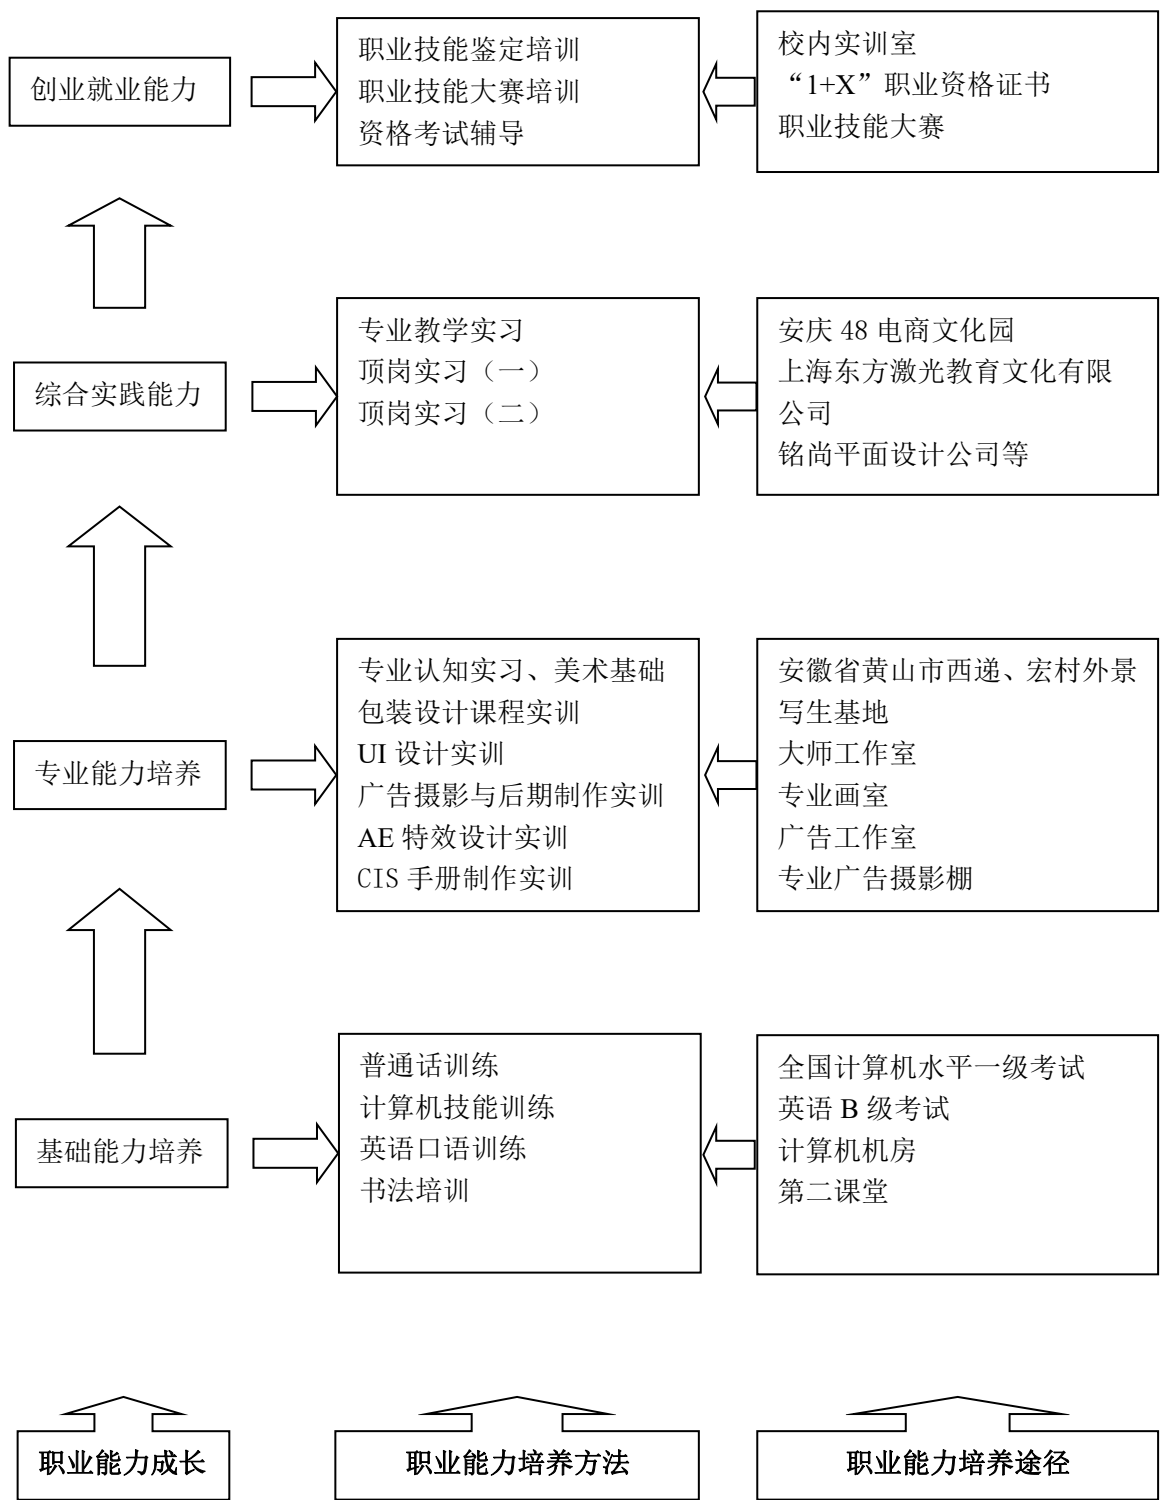 创业就业能力
职业技能鉴定培训
职业技能大赛培训
资格考试辅导
校内实训室
“1+X”职业资格证书
职业技能大赛
综合实践能力
专业教学实习
顶岗实习（一）
顶岗实习（二）
安庆 48 电商文化园
上海东方激光教育文化有限
公司
铭尚平面设计公司等
专业能力培养
专业认知实习、美术基础
包装设计课程实训
UI 设计实训
广告摄影与后期制作实训
AE 特效设计实训
CIS 手册制作实训
安徽省黄山市西递、宏村外景
写生基地
大师工作室
专业画室
广告工作室
专业广告摄影棚
基础能力培养
普通话训练
计算机技能训练
英语口语训练
书法培训
全国计算机水平一级考试
英语 B 级考试
计算机机房
第二课堂
职业能力成长
职业能力培养方法
职业能力培养途径